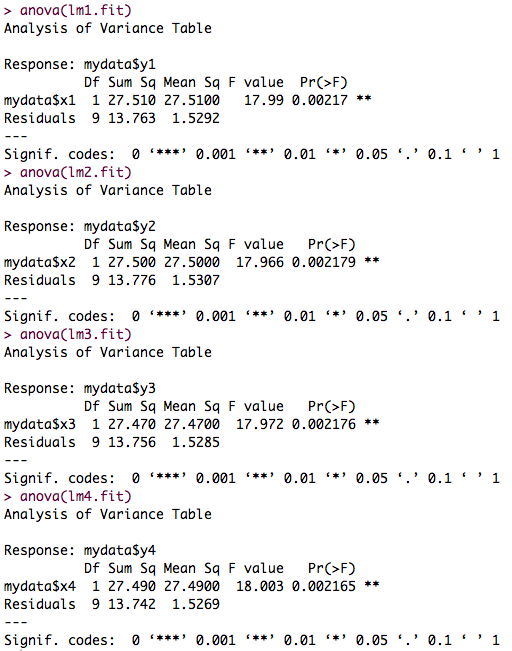 > anova(lm1.fit)
Analysis of Variance Table
Response: mydata$y1
          Df Sum Sq Mean Sq F value  Pr(>F)
mydata$x1  1 27.510 27.5100   17.99 0.00217 **
Residuals  9 13.763  1.5292
---
Signif. codes:  0 ‘***’ 0.001 ‘**’ 0.01 ‘*’ 0.05 ‘.’ 0.1 ‘ ’ 1
> anova(lm2.fit)
Analysis of Variance Table
Response: mydata$y2
          Df Sum Sq Mean Sq F value   Pr(>F)
mydata$x2  1 27.500 27.5000  17.966 0.002179 **
Residuals  9 13.776  1.5307
---
Signif. codes:  0 ‘***’ 0.001 ‘**’ 0.01 ‘*’ 0.05 ‘.’ 0.1 ‘ ’ 1
> anova(lm3.fit)
Analysis of Variance Table
Response: mydata$y3
          Df Sum Sq Mean Sq F value   Pr(>F)
mydata$x3  1 27.470 27.4700  17.972 0.002176 **
Residuals  9 13.756  1.5285
---
Signif. codes:  0 ‘***’ 0.001 ‘**’ 0.01 ‘*’ 0.05 ‘.’ 0.1 ‘ ’ 1
> anova(lm4.fit)
Analysis of Variance Table
Response: mydata$y4
          Df Sum Sq Mean Sq F value   Pr(>F)
mydata$x4  1 27.490 27.4900  18.003 0.002165 **
Residuals  9 13.742  1.5269
---
Signif. codes:  0 ‘***’ 0.001 ‘**’ 0.01 ‘*’ 0.05 ‘.’ 0.1 ‘ ’ 1